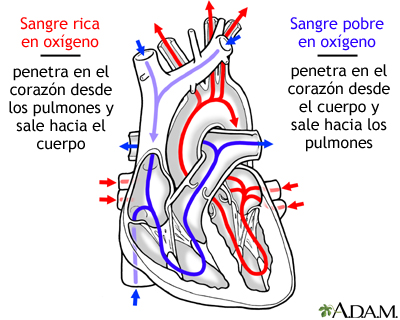 Sangre rica
en oxígeno
penetra en el
corazón desde
los pulmones y
sale hacia el
cuerpo
Sangre pobre
en oxígeno
penetra en el
corazón desde
el cuerpo y
sale hacia los
pulmones
ADAM.